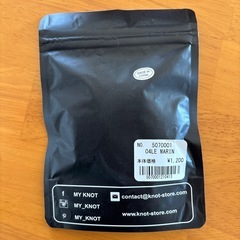 NO. 5070001
04LE MARIN
本体価格 ¥1,200
MY KNOT
contact@knot-store.com
MY_KNOT
MY_KNOT
www.knot-store.com